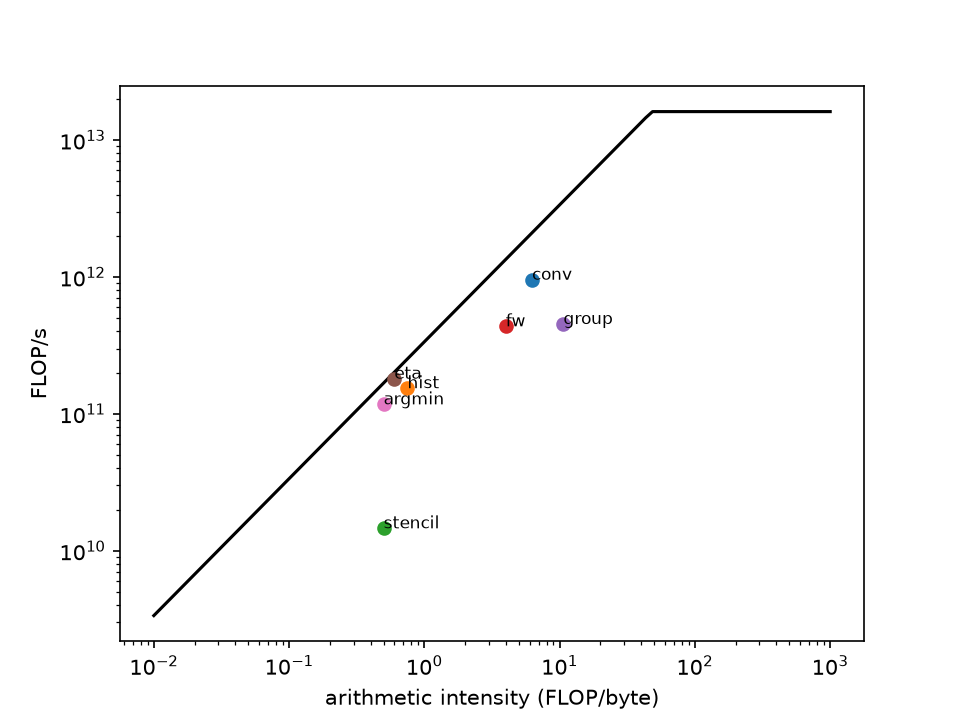 10^13
10^12
10^11
10^10
FLOP/s
conv
group
fw
eta
hist
argmin
stencil
10^−2 10^−1 10^0 10^1 10^2 10^3
arithmetic intensity (FLOP/byte)